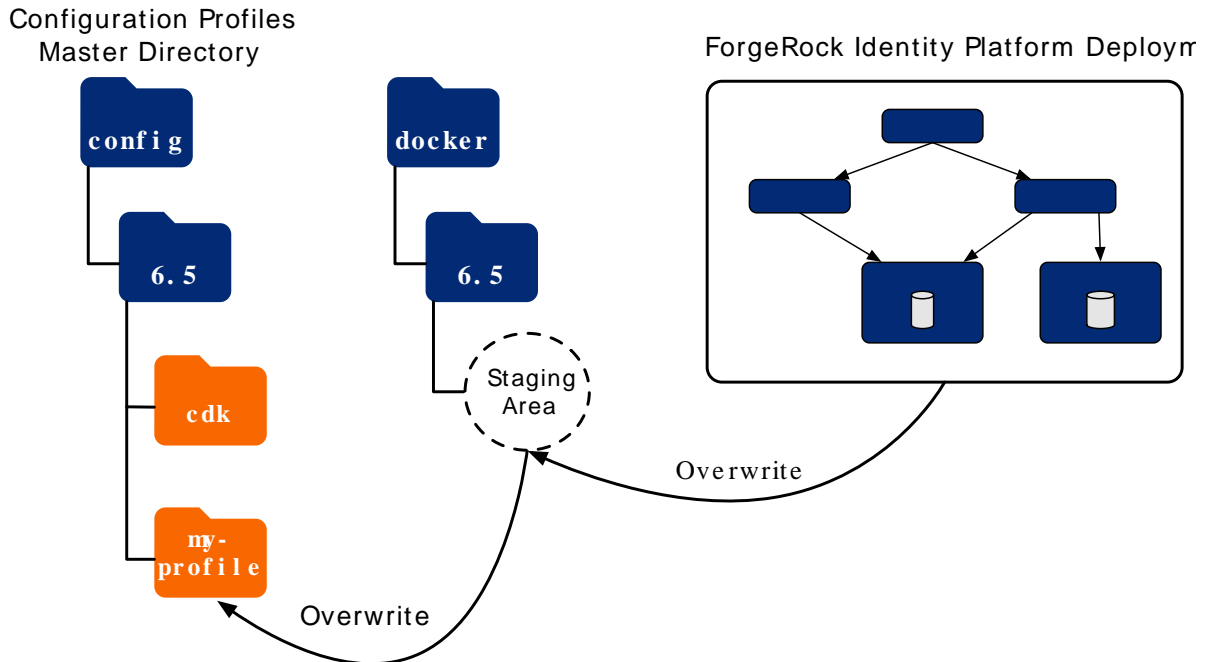 Configuration Profiles
Master Directory
ForgeRock Identity Platform Deploym
config
docker
6.5
6.5
Staging
Area
cdk
Overwrite
my-
profile
Overwrite